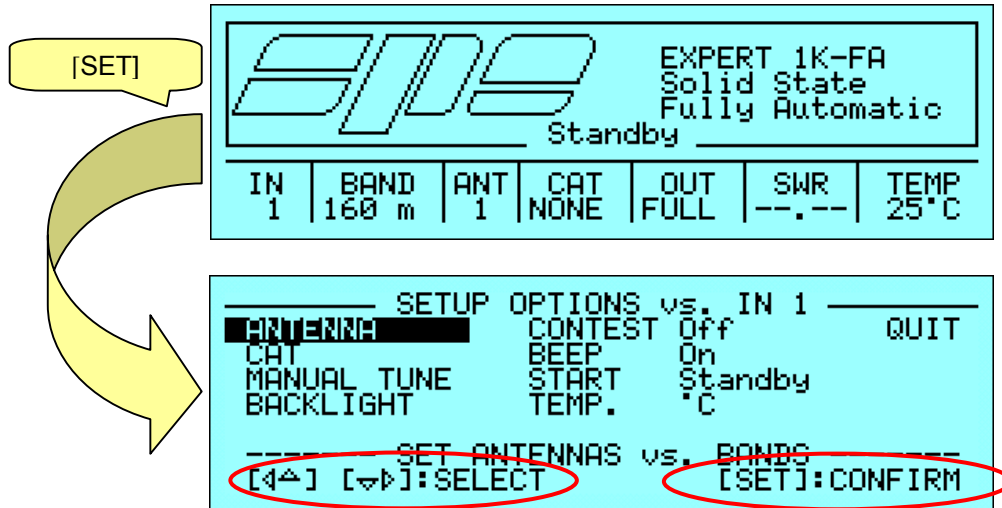 [SET]
spe
EXPERT 1K-FA
Solid State
Fully Automatic
Standby
IN BAND ANT CAT OUT SWR TEMP
1 160 m 1 NONE FULL --.-- 25°C
SETUP OPTIONS vs. IN 1
ANTENNA CONTEST Off QUIT
CAT BEEP On
MANUAL TUNE START Standby
BACKLIGHT TEMP. °C
------- SET ANTENNAS vs. BANDS -------
[◁△] [▽▷]:SELECT [SET]:CONFIRM